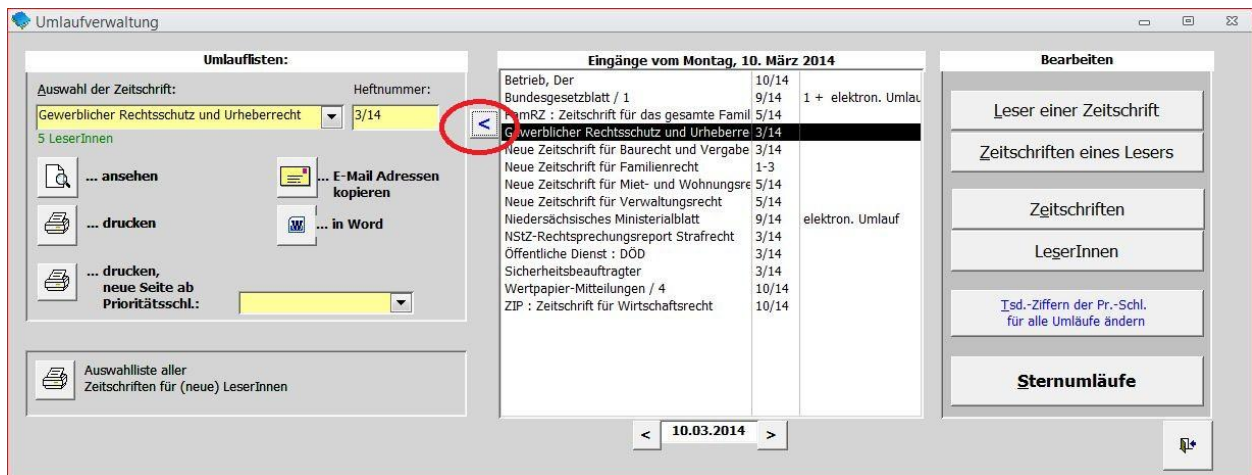 Umlaufverwaltung
Umlauflisten:
Auswahl der Zeitschrift:
Heftnummer:
Gewerblicher Rechtsschutz und Urheberrecht
3/14
5 LeserInnen
<
... ansehen
... E-Mail Adressen
kopieren
... drucken
... in Word
... drucken,
neue Seite ab
Prioritätsschl.:
Auswahlliste aller
Zeitschriften für (neue) LeserInnen
Eingänge vom Montag, 10. März 2014
Betrieb, Der 10/14
Bundesgesetzblatt / 1 9/14 1 + elektron. Umlau
FamRZ : Zeitschrift für das gesamte Famil 5/14
Gewerblicher Rechtsschutz und Urheberre 3/14
Neue Zeitschrift für Baurecht und Vergabe 3/14
Neue Zeitschrift für Familienrecht 1-3
Neue Zeitschrift für Miet- und Wohnungsre 5/14
Neue Zeitschrift für Verwaltungsrecht 5/14
Niedersächsisches Ministerialblatt 9/14 elektron. Umlauf
NStZ-Rechtsprechungsreport Strafrecht 3/14
Öffentliche Dienst : DÖD 3/14
Sicherheitsbeauftragter 3/14
Wertpapier-Mitteilungen / 4 10/14
ZIP : Zeitschrift für Wirtschaftsrecht 10/14
< 10.03.2014 >
Bearbeiten
Leser einer Zeitschrift
Zeitschriften eines Lesers
Zeitschriften
LeserInnen
Tsd.-Ziffern der Pr.-Schl.
für alle Umläufe ändern
Sternumläufe